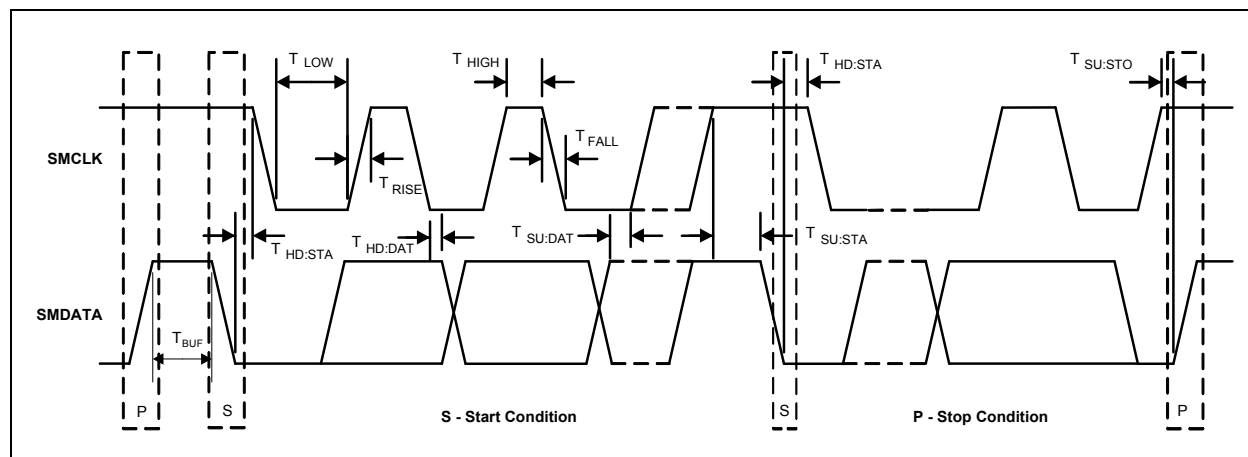 T LOW
T HIGH
T HD:STA
T SU:STO
SMCLK
T FALL
T RISE
T HD:STA
T HD:DAT
T SU:DAT
T SU:STA
SMDATA
T BUF
P
S
S - Start Condition
S
P - Stop Condition
P